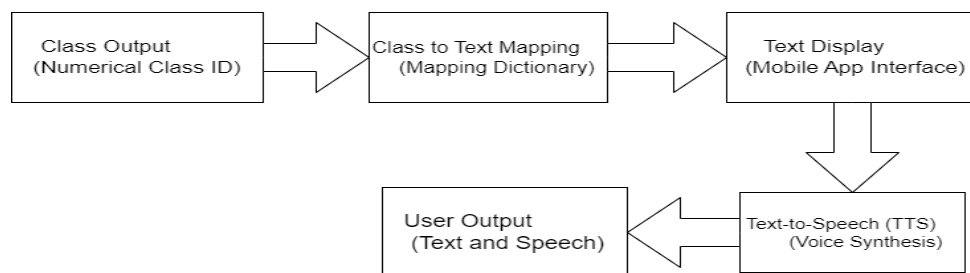 Class Output
(Numerical Class ID)
Class to Text Mapping
(Mapping Dictionary)
Text Display
(Mobile App Interface)
Text-to-Speech (TTS)
(Voice Synthesis)
User Output
(Text and Speech)